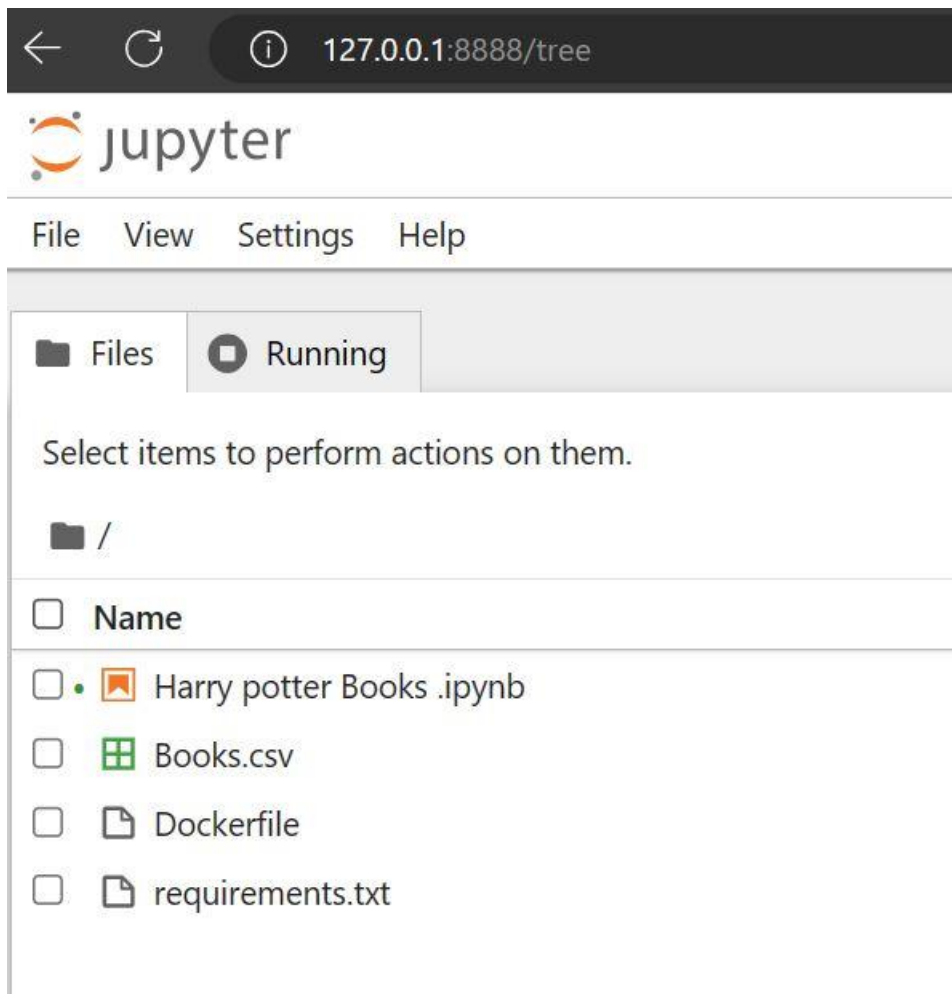 127.0.0.1:8888/tree
jupyter
File View Settings Help
Files Running
Select items to perform actions on them.
/
Name
Harry potter Books .ipynb
Books.csv
Dockerfile
requirements.txt